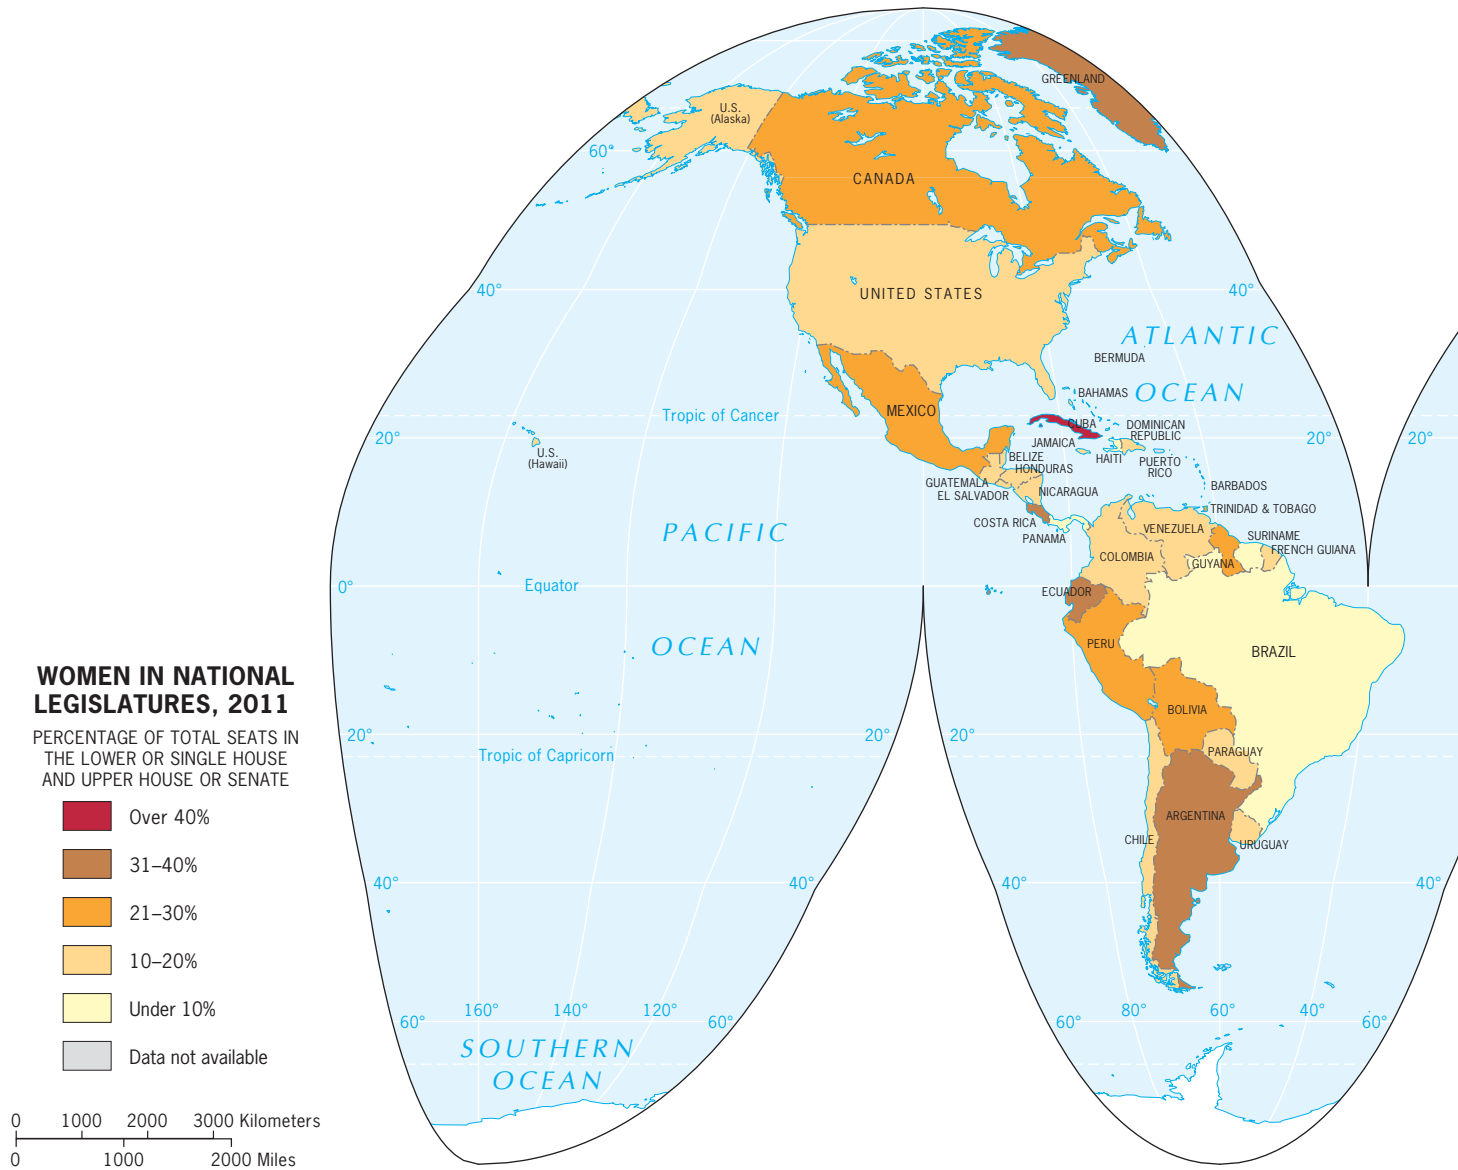 GREENLAND
U.S.
(Alaska)
60°
CANADA
40°
UNITED STATES
40°
ATLANTIC
OCEAN
BERMUDA
BAHAMAS
Tropic of Cancer
MEXICO
CUBA
DOMINICAN
REPUBLIC
20°
20°
20°
U.S.
(Hawaii)
JAMAICA
BELIZE
HAITI
PUERTO
RICO
HONDURAS
GUATEMALA
EL SALVADOR
NICARAGUA
BARBADOS
TRINIDAD & TOBAGO
COSTA RICA
PANAMA
VENEZUELA
SURINAME
FRENCH GUIANA
COLOMBIA
GUYANA
PACIFIC
OCEAN
0°
Equator
ECUADOR
PERU
BRAZIL
BOLIVIA
20°
20°
20°
Tropic of Capricorn
PARAGUAY
ARGENTINA
CHILE
URUGUAY
40°
40°
40°
40°
60°
160°
140°
120°
60°
60°
80°
60°
40°
60°
SOUTHERN
OCEAN
WOMEN IN NATIONAL
LEGISLATURES, 2011
PERCENTAGE OF TOTAL SEATS IN
THE LOWER OR SINGLE HOUSE
AND UPPER HOUSE OR SENATE
Over 40%
31–40%
21–30%
10–20%
Under 10%
Data not available
0 1000 2000 3000 Kilometers
0 1000 2000 Miles